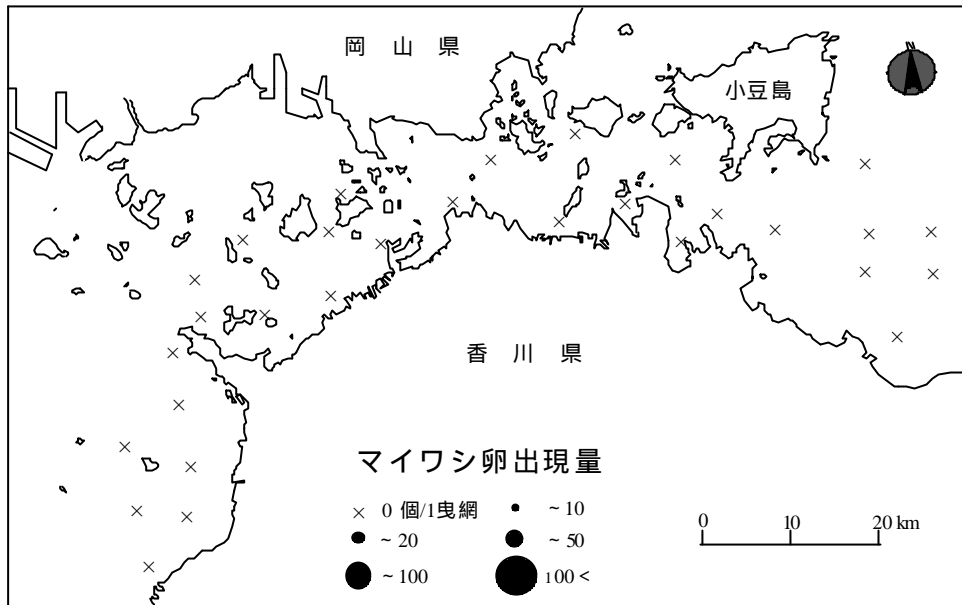 岡山県
小豆島
香川県
マイワシ卵出現量
× 0 個/1曳網
~ 10
~ 20
~ 50
~ 100
100 <
0 10 20 km